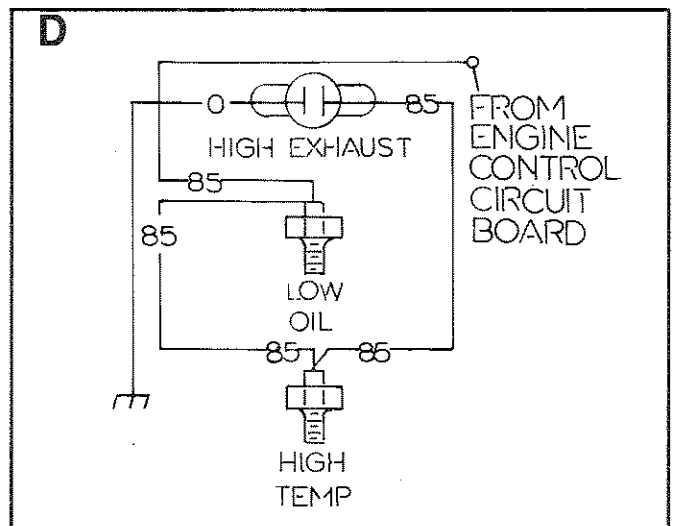 D
0
85
HIGH EXHAUST
FROM
ENGINE
CONTROL
CIRCUIT
BOARD
85
85
LOW
OIL
85
85
HIGH
TEMP